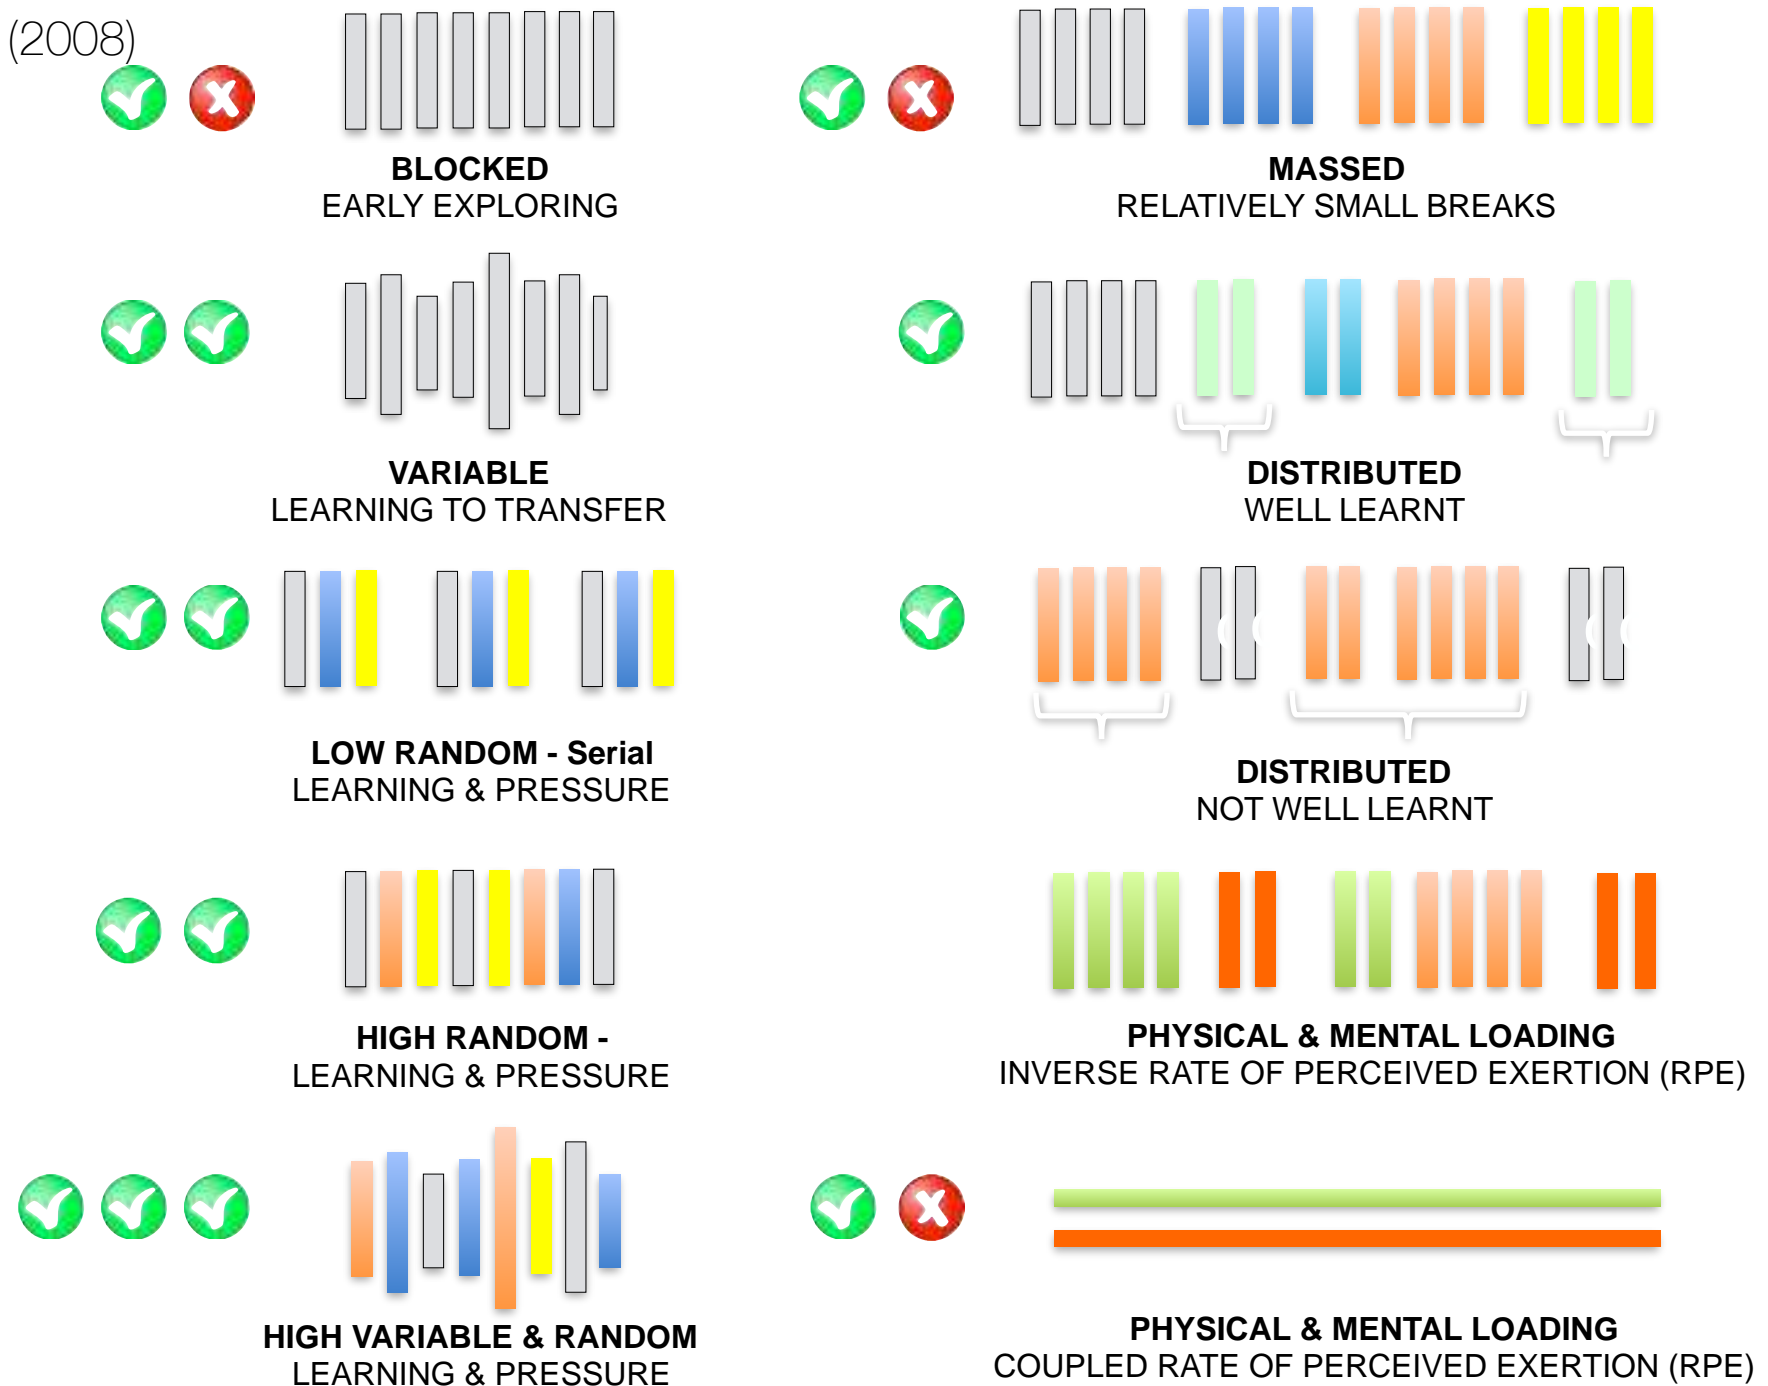 (2008)
BLOCKED
EARLY EXPLORING
MASSED
RELATIVELY SMALL BREAKS
VARIABLE
LEARNING TO TRANSFER
DISTRIBUTED
WELL LEARNT
LOW RANDOM - Serial
LEARNING & PRESSURE
DISTRIBUTED
NOT WELL LEARNT
HIGH RANDOM -
LEARNING & PRESSURE
PHYSICAL & MENTAL LOADING
INVERSE RATE OF PERCEIVED EXERTION (RPE)
HIGH VARIABLE & RANDOM
LEARNING & PRESSURE
PHYSICAL & MENTAL LOADING
COUPLED RATE OF PERCEIVED EXERTION (RPE)